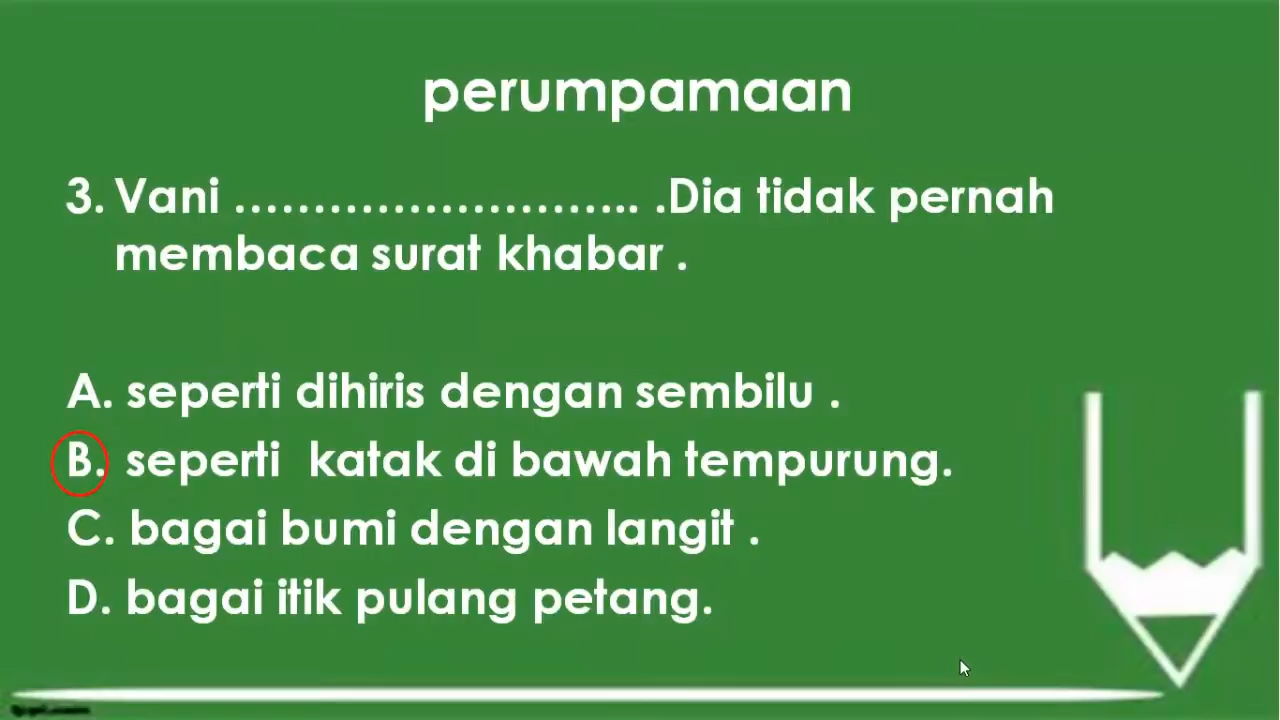 perumpamaan
3. Vani ……………………….. .Dia tidak pernah
membaca surat khabar .
A. seperti dihiris dengan sembilu .
B. seperti katak di bawah tempurung.
C. bagai bumi dengan langit .
D. bagai itik pulang petang.